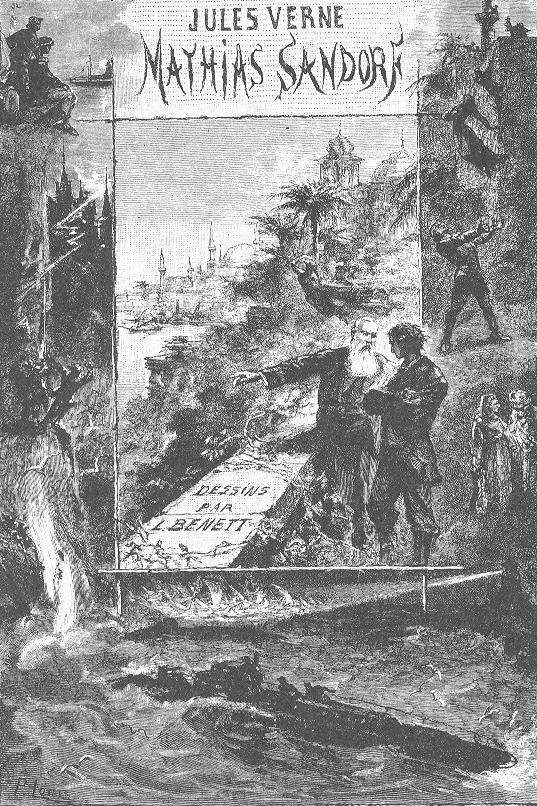 JULES VERNE
MATHIAS SANDORF
DESSINS
PAR
L. BENETT